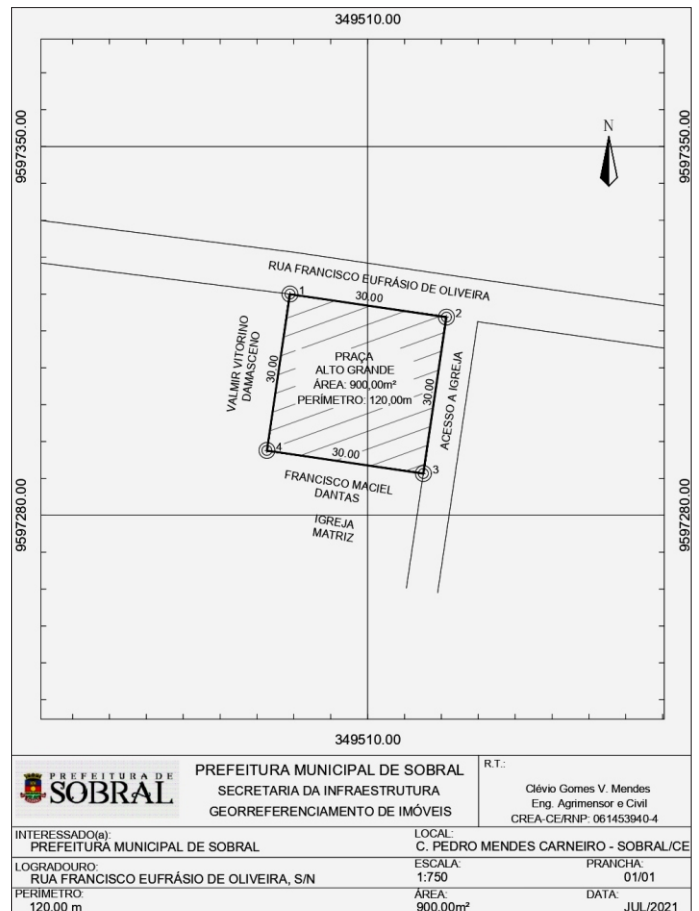 349510.00
9597350.00
9597350.00
N
RUA FRANCISCO EUFRÁSIO DE OLIVEIRA
1
30.00
2
VALMIR VITORINO
DAMASCENO
30.00
PRAÇA
ALTO GRANDE
ÁREA: 900,00m²
PERÍMETRO: 120,00m
30.00
ACESSO A IGREJA
4
30.00
3
FRANCISCO MACIEL
DANTAS
IGREJA
MATRIZ
9597280.00
9597280.00
349510.00
PREFEITURA DE
SOBRAL
PREFEITURA MUNICIPAL DE SOBRAL
SECRETARIA DA INFRAESTRUTURA
GEORREFERENCIAMENTO DE IMÓVEIS
R.T.:
Clévio Gomes V. Mendes
Eng. Agrimensor e Civil
CREA-CE/RNP: 061453940-4
INTERESSADO(a):
PREFEITURA MUNICIPAL DE SOBRAL
LOCAL:
C. PEDRO MENDES CARNEIRO - SOBRAL/CE
LOGRADOURO:
RUA FRANCISCO EUFRÁSIO DE OLIVEIRA, S/N
ESCALA:
1:750
PRANCHA:
01/01
PERÍMETRO:
120,00 m
ÁREA:
900,00m²
DATA:
JUL/2021